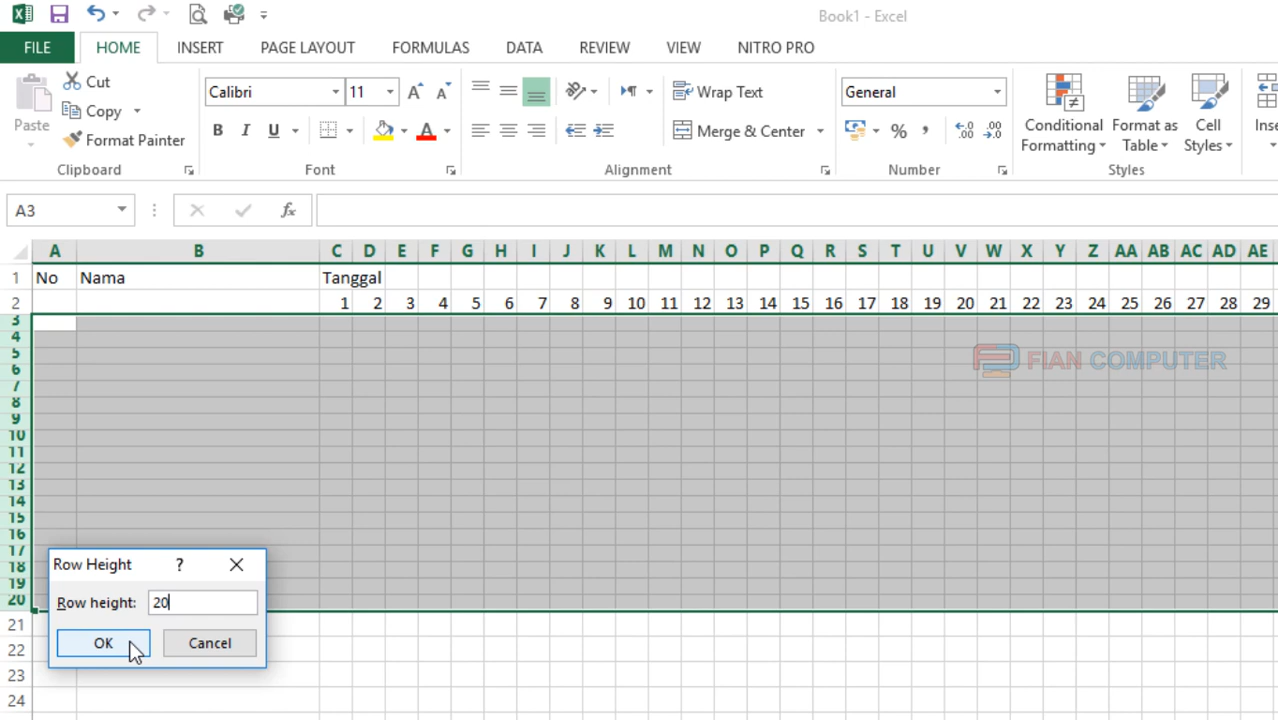 Book1 - Excel
FILE HOME INSERT PAGE LAYOUT FORMULAS DATA REVIEW VIEW NITRO PRO
Paste
Cut
Copy
Format Painter
Clipboard
Calibri 11
B I U A
Font
Wrap Text
Merge & Center
Alignment
General
% , ←.0 .00 .00 →.0
Number
Conditional Formatting
Format as Table
Cell Styles
Styles
A3 fx
A B C D E F G H I J K L M N O P Q R S T U V W X Y Z AA AB AC AD AE
1 No Nama Tanggal
2 1 2 3 4 5 6 7 8 9 10 11 12 13 14 15 16 17 18 19 20 21 22 23 24 25 26 27 28 29
3
4
5
6
7
8
9
10
11
12
13
14
15
16
17
18
19
20
21
22
23
24
FIAN COMPUTER
Row Height ?
Row height: 20
OK Cancel